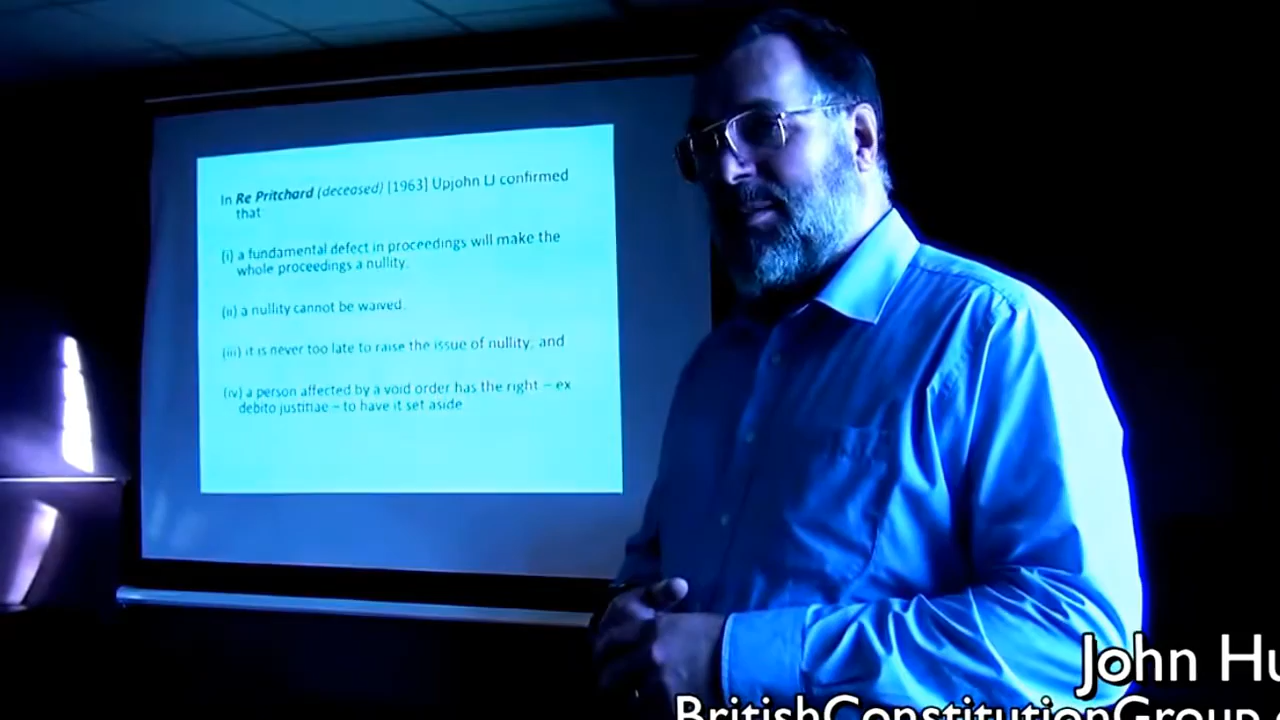 In Re Pritchard (deceased) [1963] Upjohn LJ confirmed
that
(i) a fundamental defect in proceedings will make the
whole proceedings a nullity.
(ii) a nullity cannot be waived.
(iii) it is never too late to raise the issue of nullity; and
(iv) a person affected by a void order has the right – ex
debito justitiae – to have it set aside.
John Hu
BritishConstitutionGroup.